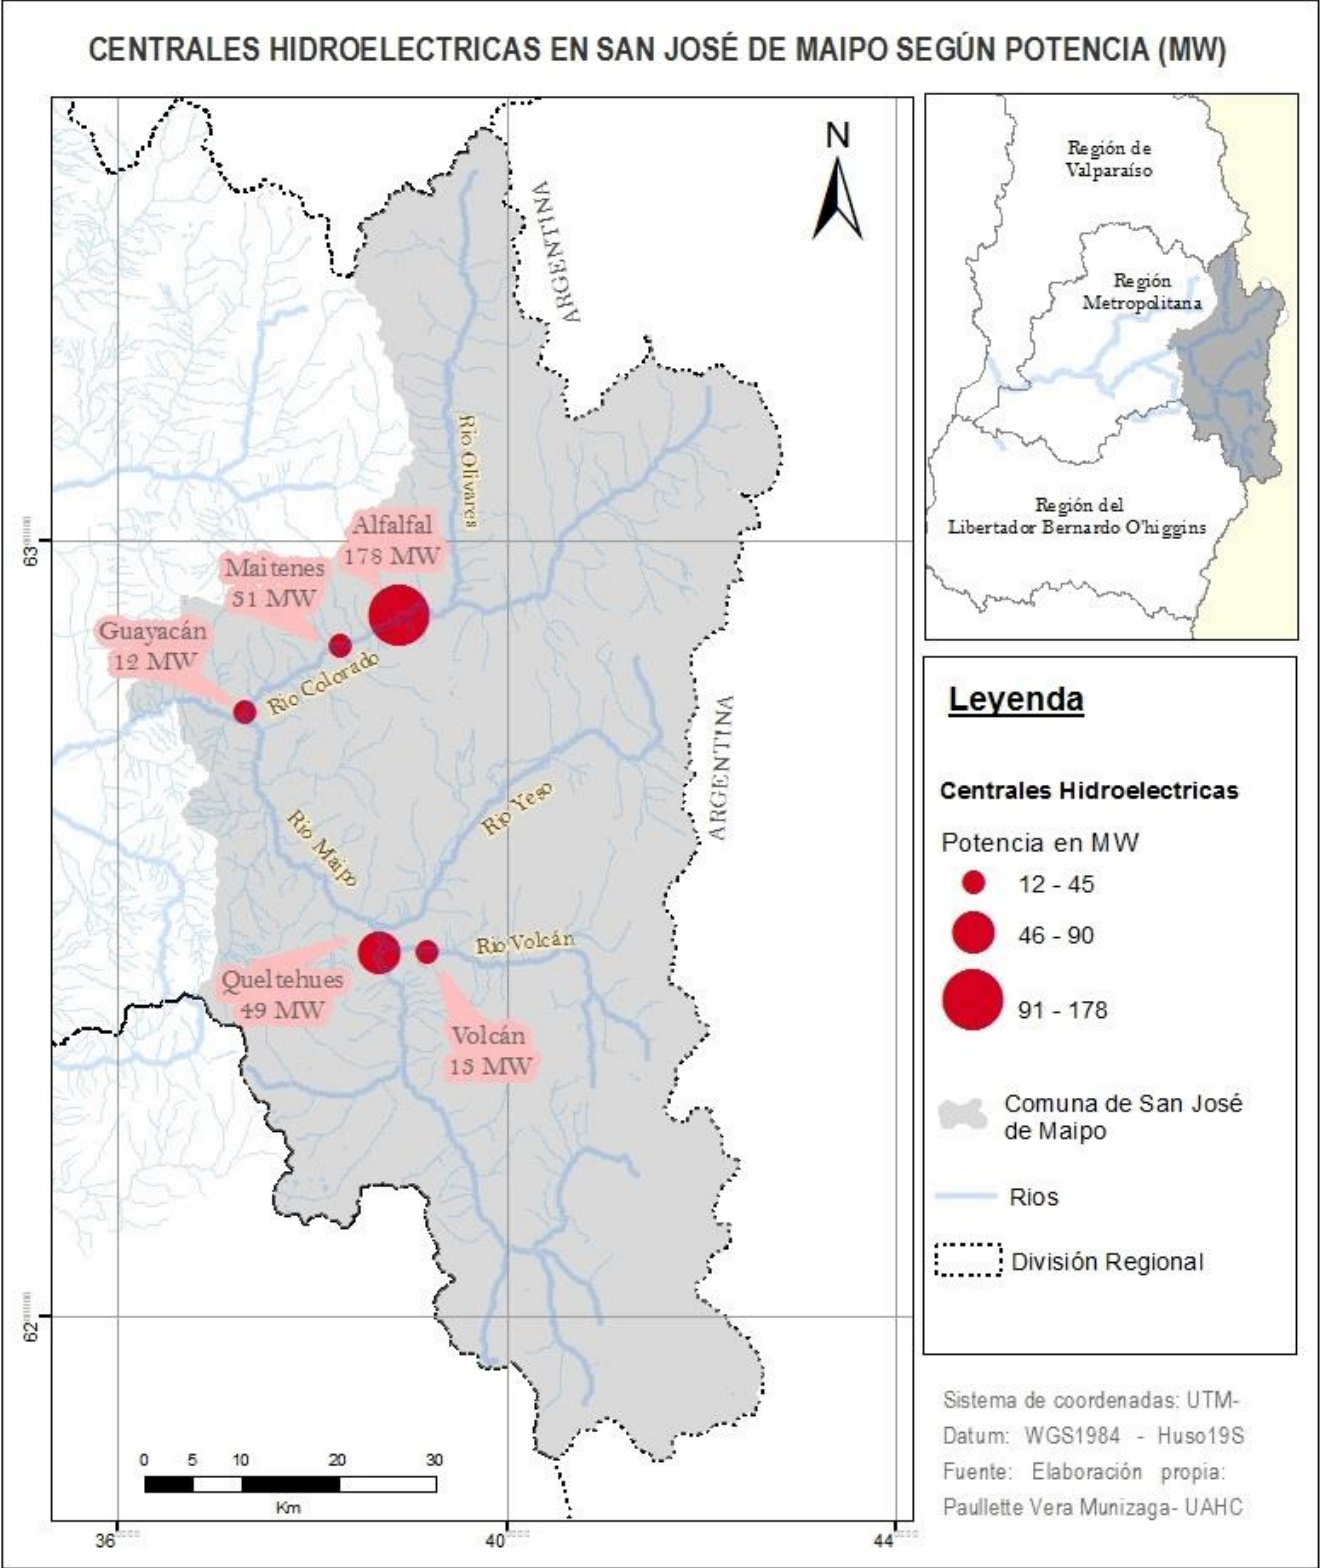 CENTRALES HIDROELECTRICAS EN SAN JOSÉ DE MAIPO SEGÚN POTENCIA (MW)
N
ARGENTINA
Rio Olivares
Alfalfal
178 MW
Maitenes
31 MW
Guayacán
12 MW
Rio Colorado
Rio Maipo
Rio Yeso
ARGENTINA
Rio Volcán
Queltehues
49 MW
Volcán
13 MW
63
62
0 5 10 20 30
Km
36
40
44
Región de
Valparaíso
Región
Metropolitana
Región del
Libertador Bernardo O'higgins
Leyenda
Centrales Hidroelectricas
Potencia en MW
12 - 45
46 - 90
91 - 178
Comuna de San José
de Maipo
Rios
División Regional
Sistema de coordenadas: UTM-
Datum: WGS1984 - Huso19S
Fuente: Elaboración propia:
Paullette Vera Munizaga- UAHC